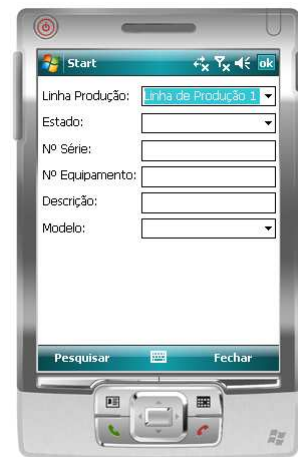 Start ok
Linha Produção: Linha de Produção 1
Estado:
Nº Série:
Nº Equipamento:
Descrição:
Modelo:
Pesquisar Fechar